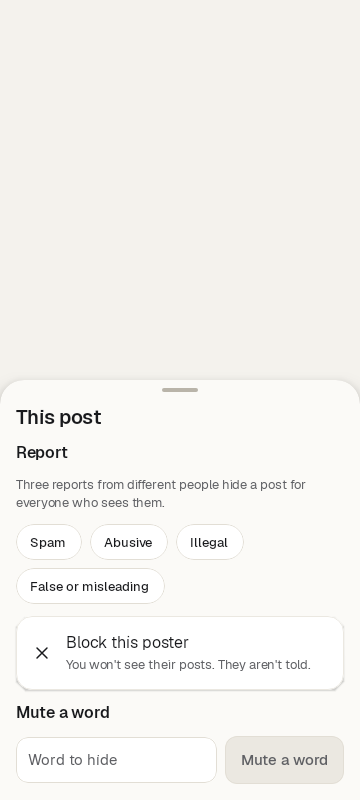 This post
Report
Three reports from different people hide a post for
everyone who sees them.
Spam
Abusive
Illegal
False or misleading
Block this poster
You won't see their posts. They aren't told.
Mute a word
Word to hide
Mute a word